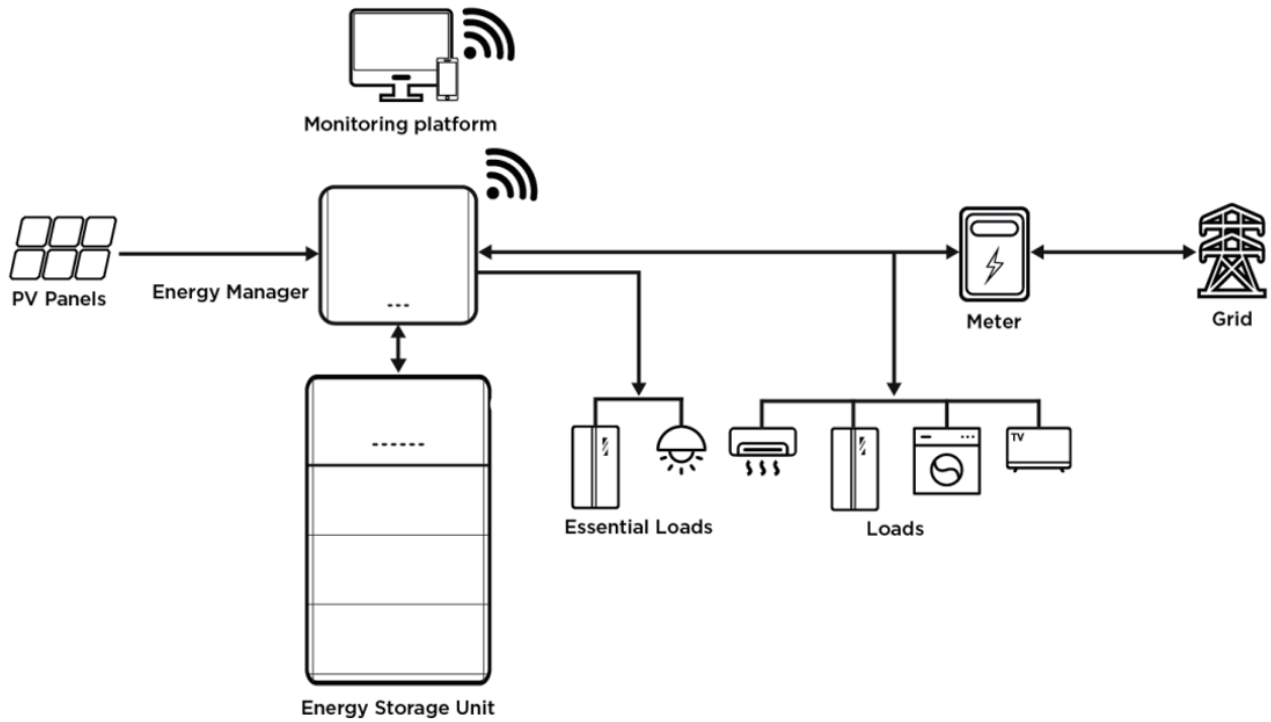 Monitoring platform
PV Panels
Energy Manager
Meter
Grid
TV
Essential Loads
Loads
Energy Storage Unit